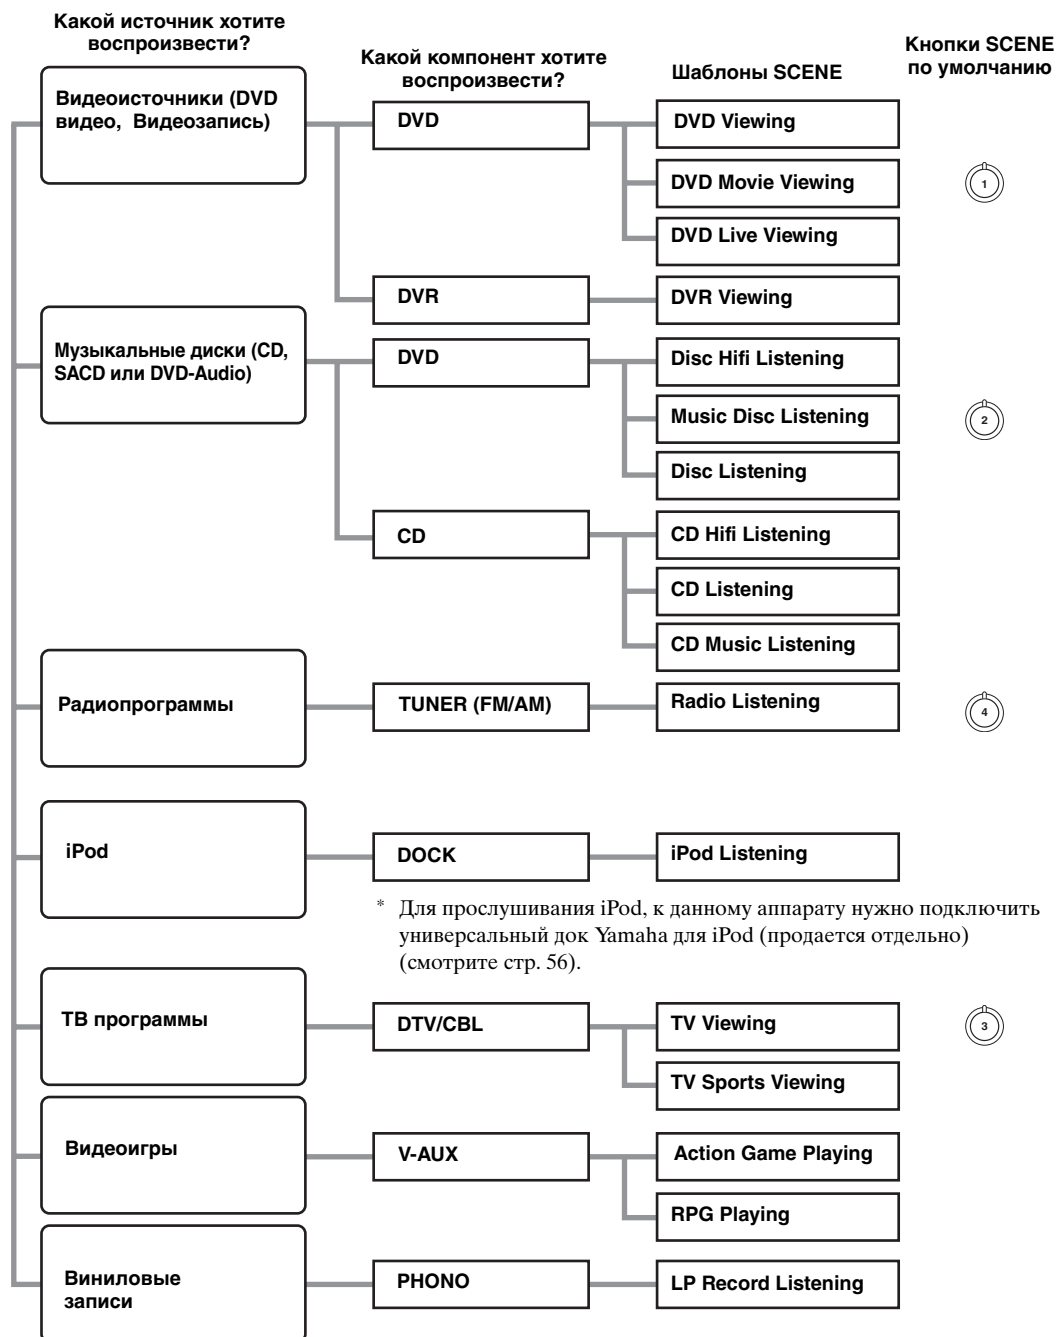 Какой источник хотите
воспроизвести?
Какой компонент хотите
воспроизвести?
Шаблоны SCENE
Кнопки SCENE
по умолчанию
Видеоисточники (DVD
видео, Видеозапись)
DVD
DVD Viewing
DVD Movie Viewing
1
DVD Live Viewing
DVR
DVR Viewing
Музыкальные диски (CD,
SACD или DVD-Audio)
DVD
Disc Hifi Listening
Music Disc Listening
2
Disc Listening
CD
CD Hifi Listening
CD Listening
CD Music Listening
Радиопрограммы
TUNER (FM/AM)
Radio Listening
4
iPod
DOCK
iPod Listening
* Для прослушивания iPod, к данному аппарату нужно подключить
универсальный док Yamaha для iPod (продается отдельно)
(смотрите стр. 56).
ТВ программы
DTV/CBL
TV Viewing
3
TV Sports Viewing
Видеоигры
V-AUX
Action Game Playing
RPG Playing
Виниловые
записи
PHONO
LP Record Listening